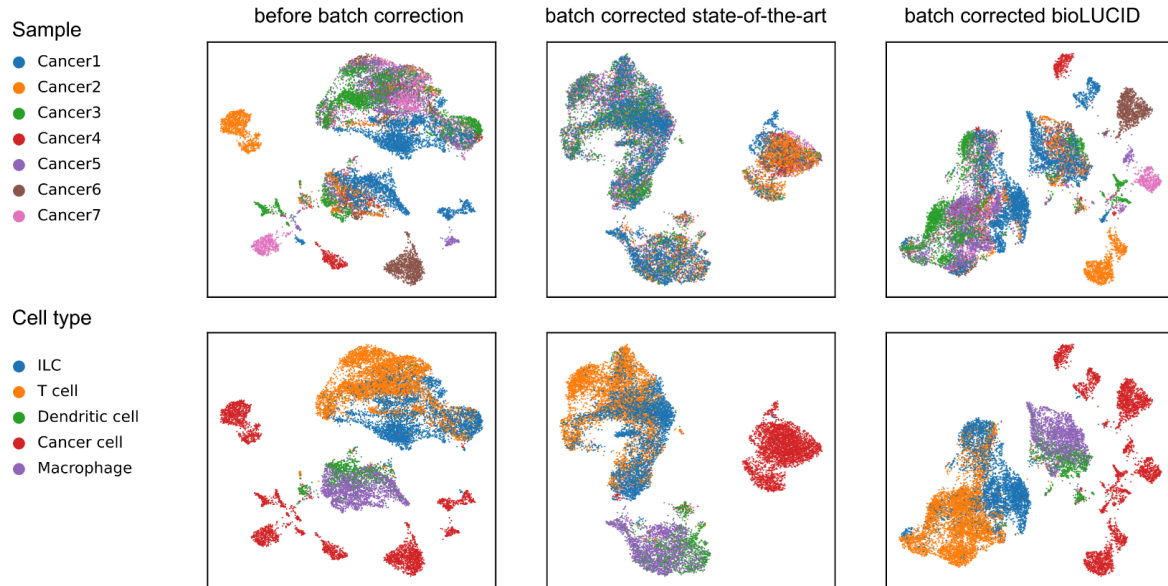 before batch correction
batch corrected state-of-the-art
batch corrected bioLUCID
Sample
Cancer1
Cancer2
Cancer3
Cancer4
Cancer5
Cancer6
Cancer7
Cell type
ILC
T cell
Dendritic cell
Cancer cell
Macrophage